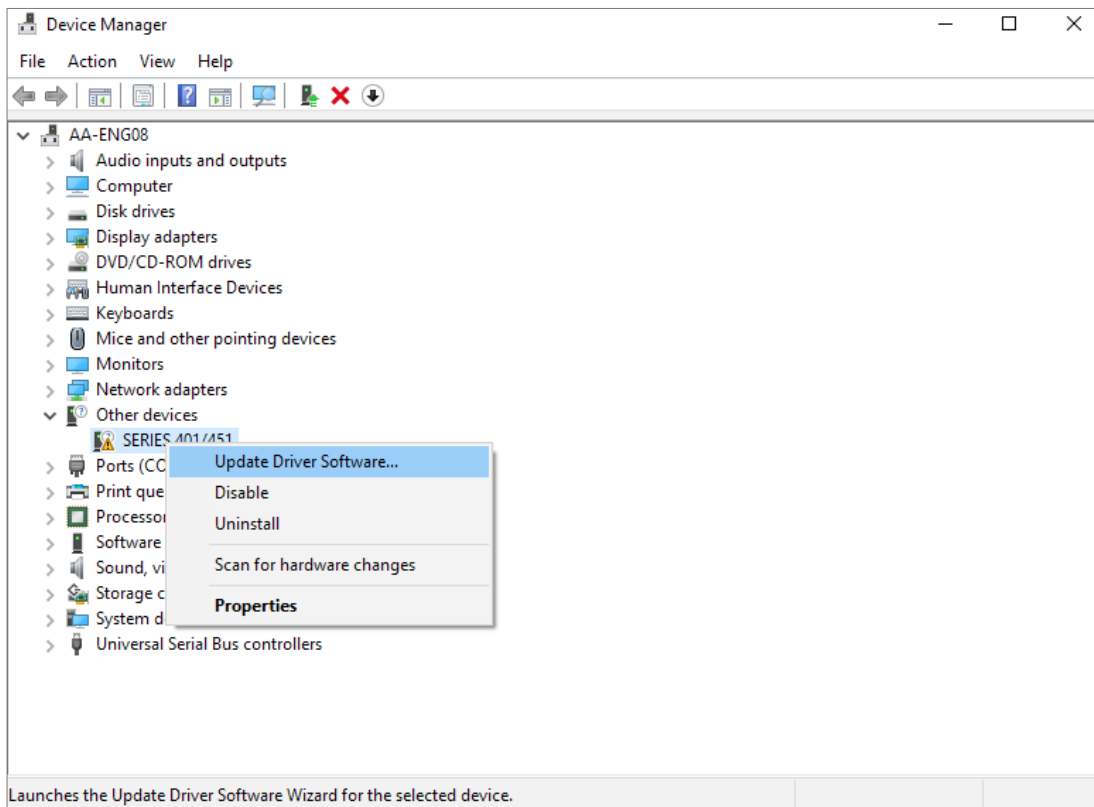 Device Manager
File Action View Help
AA-ENG08
Audio inputs and outputs
Computer
Disk drives
Display adapters
DVD/CD-ROM drives
Human Interface Devices
Keyboards
Mice and other pointing devices
Monitors
Network adapters
Other devices
SERIES 401/451
Update Driver Software...
Ports (CO
Disable
Print que
Uninstall
Processor
Software
Scan for hardware changes
Sound, vi
Storage c
Properties
System d
Universal Serial Bus controllers
Launches the Update Driver Software Wizard for the selected device.